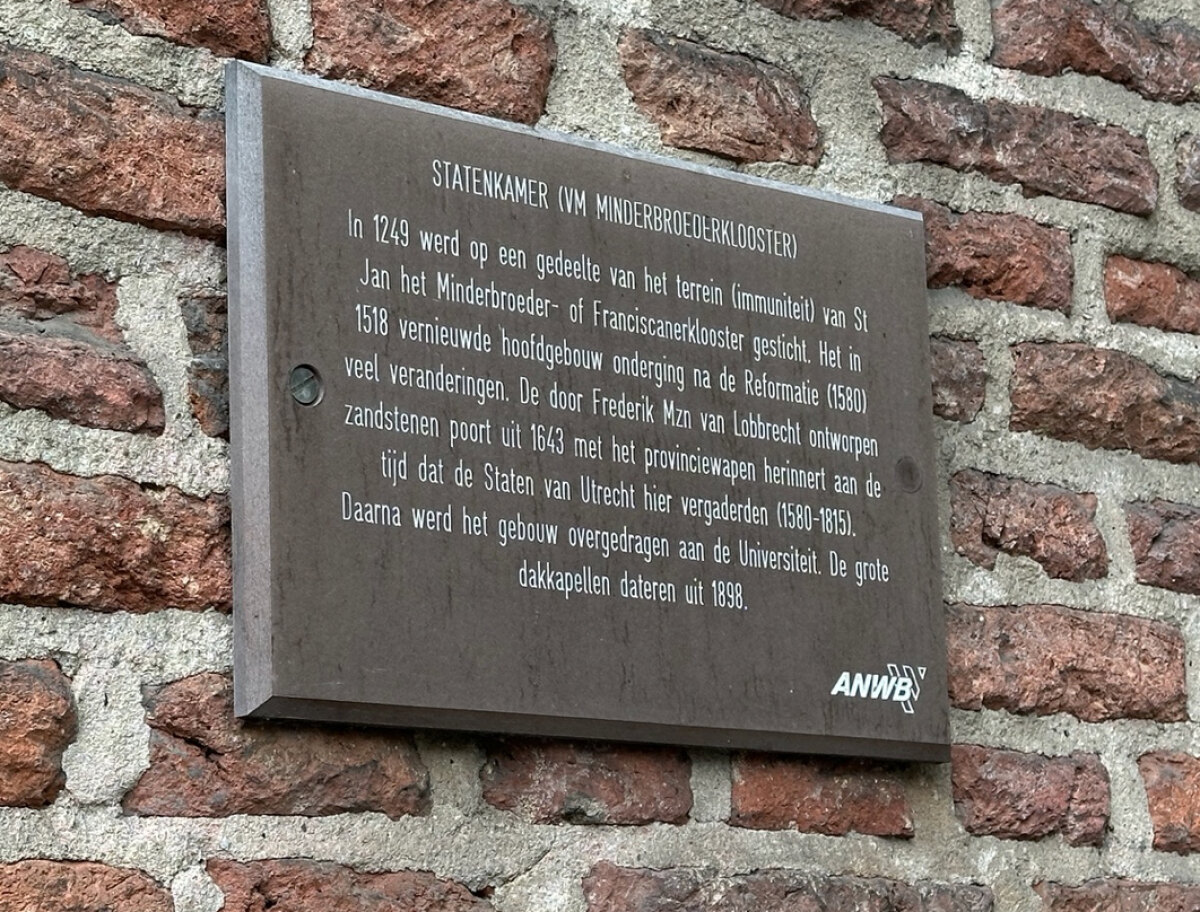 STATENKAMER (VM MINDERBROEDERKLOOSTER)
In 1249 werd op een gedeelte van het terrein (immuniteit) van St
Jan het Minderbroeder- of Franciscanerklooster gesticht. Het in
1518 vernieuwde hoofdgebouw onderging na de Reformatie (1580)
veel veranderingen. De door Frederik Mzn van Lobbrecht ontworpen
zandstenen poort uit 1643 met het provinciewapen herinnert aan de
tijd dat de Staten van Utrecht hier vergaderden (1580-1815).
Daarna werd het gebouw overgedragen aan de Universiteit. De grote
dakkapellen dateren uit 1898.
ANWB